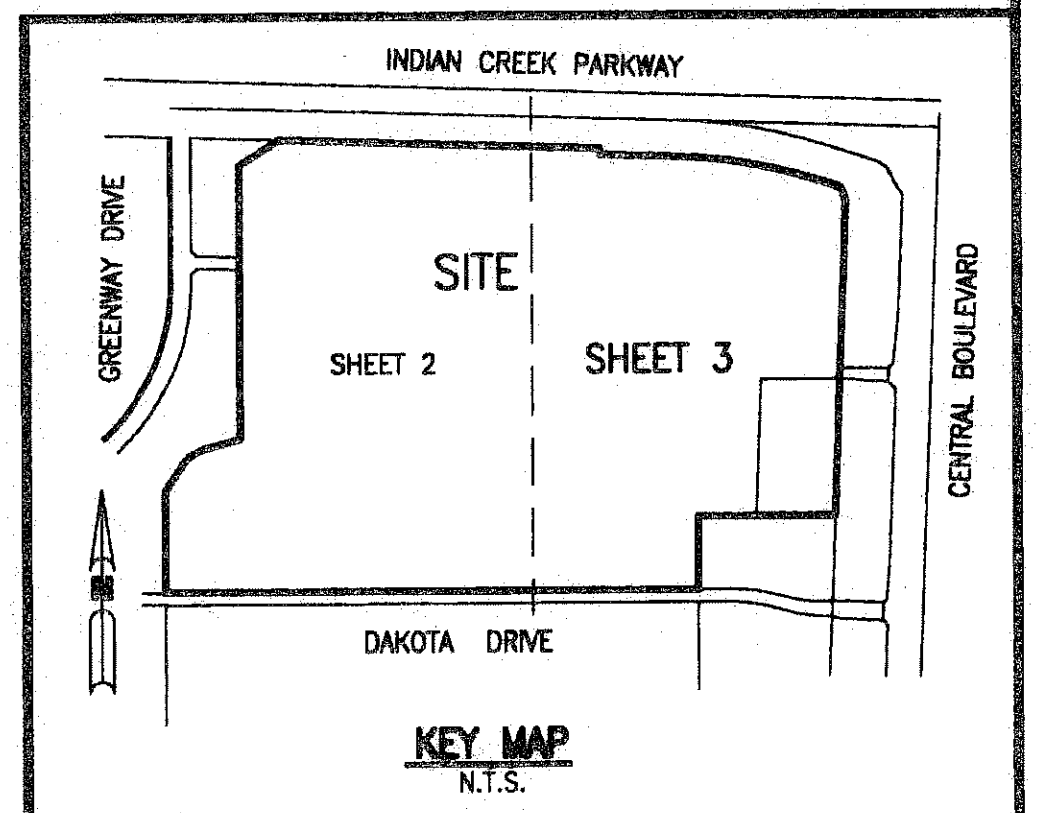 INDIAN CREEK PARKWAY
GREENWAY DRIVE
SITE
CENTRAL BOULEVARD
SHEET 2
SHEET 3
DAKOTA DRIVE
KEY MAP
N.T.S.